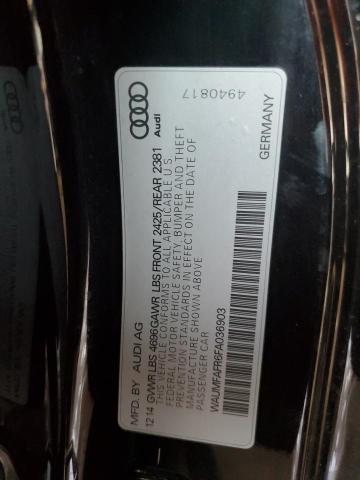 4940817
Audi
MFD. BY AUDI AG
12 14 GVWR LBS 4696 GAWR LBS FRONT 2425/REAR 2381
THIS VEHICLE CONFORMS TO ALL APPLICABLE U.S.
FEDERAL MOTOR VEHICLE SAFETY, BUMPER AND THEFT
PREVENTION STANDARDS IN EFFECT ON THE DATE OF
MANUFACTURE SHOWN ABOVE
PASSENGER CAR
WAUMFAFR6FA036903
GERMANY